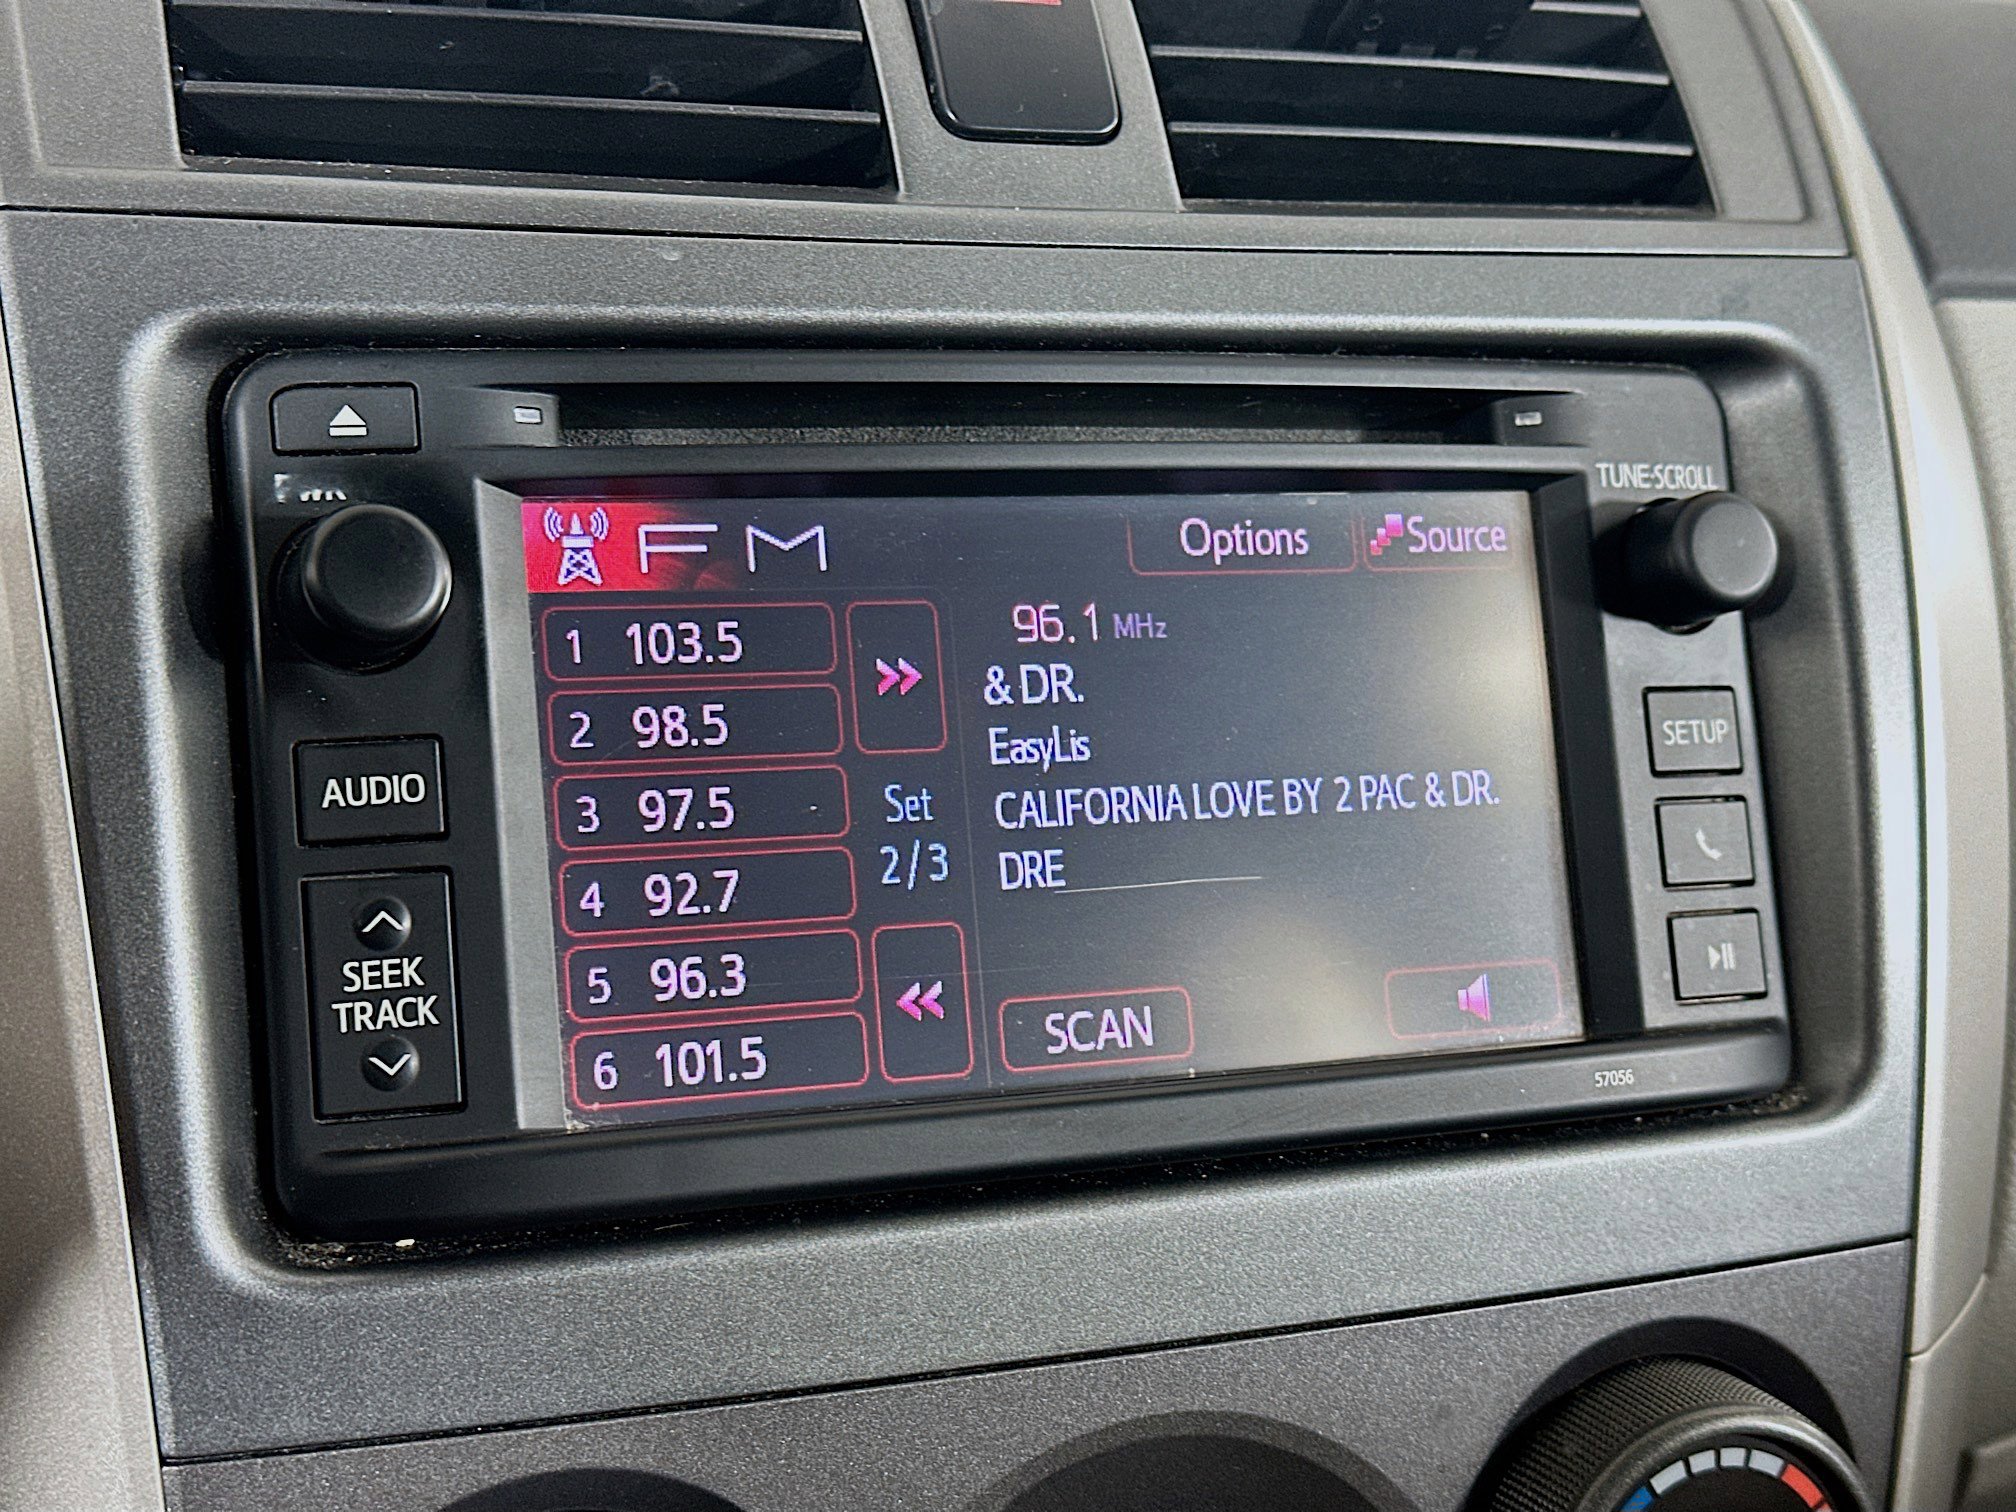 PWR
TUNE·SCROLL
FM
Options
Source
1 103.5
2 98.5
3 97.5
4 92.7
5 96.3
6 101.5
Set
2/3
96.1 MHz
& DR.
EasyLis
CALIFORNIA LOVE BY 2 PAC & DR.
DRE
SCAN
AUDIO
SEEK
TRACK
SETUP
57056